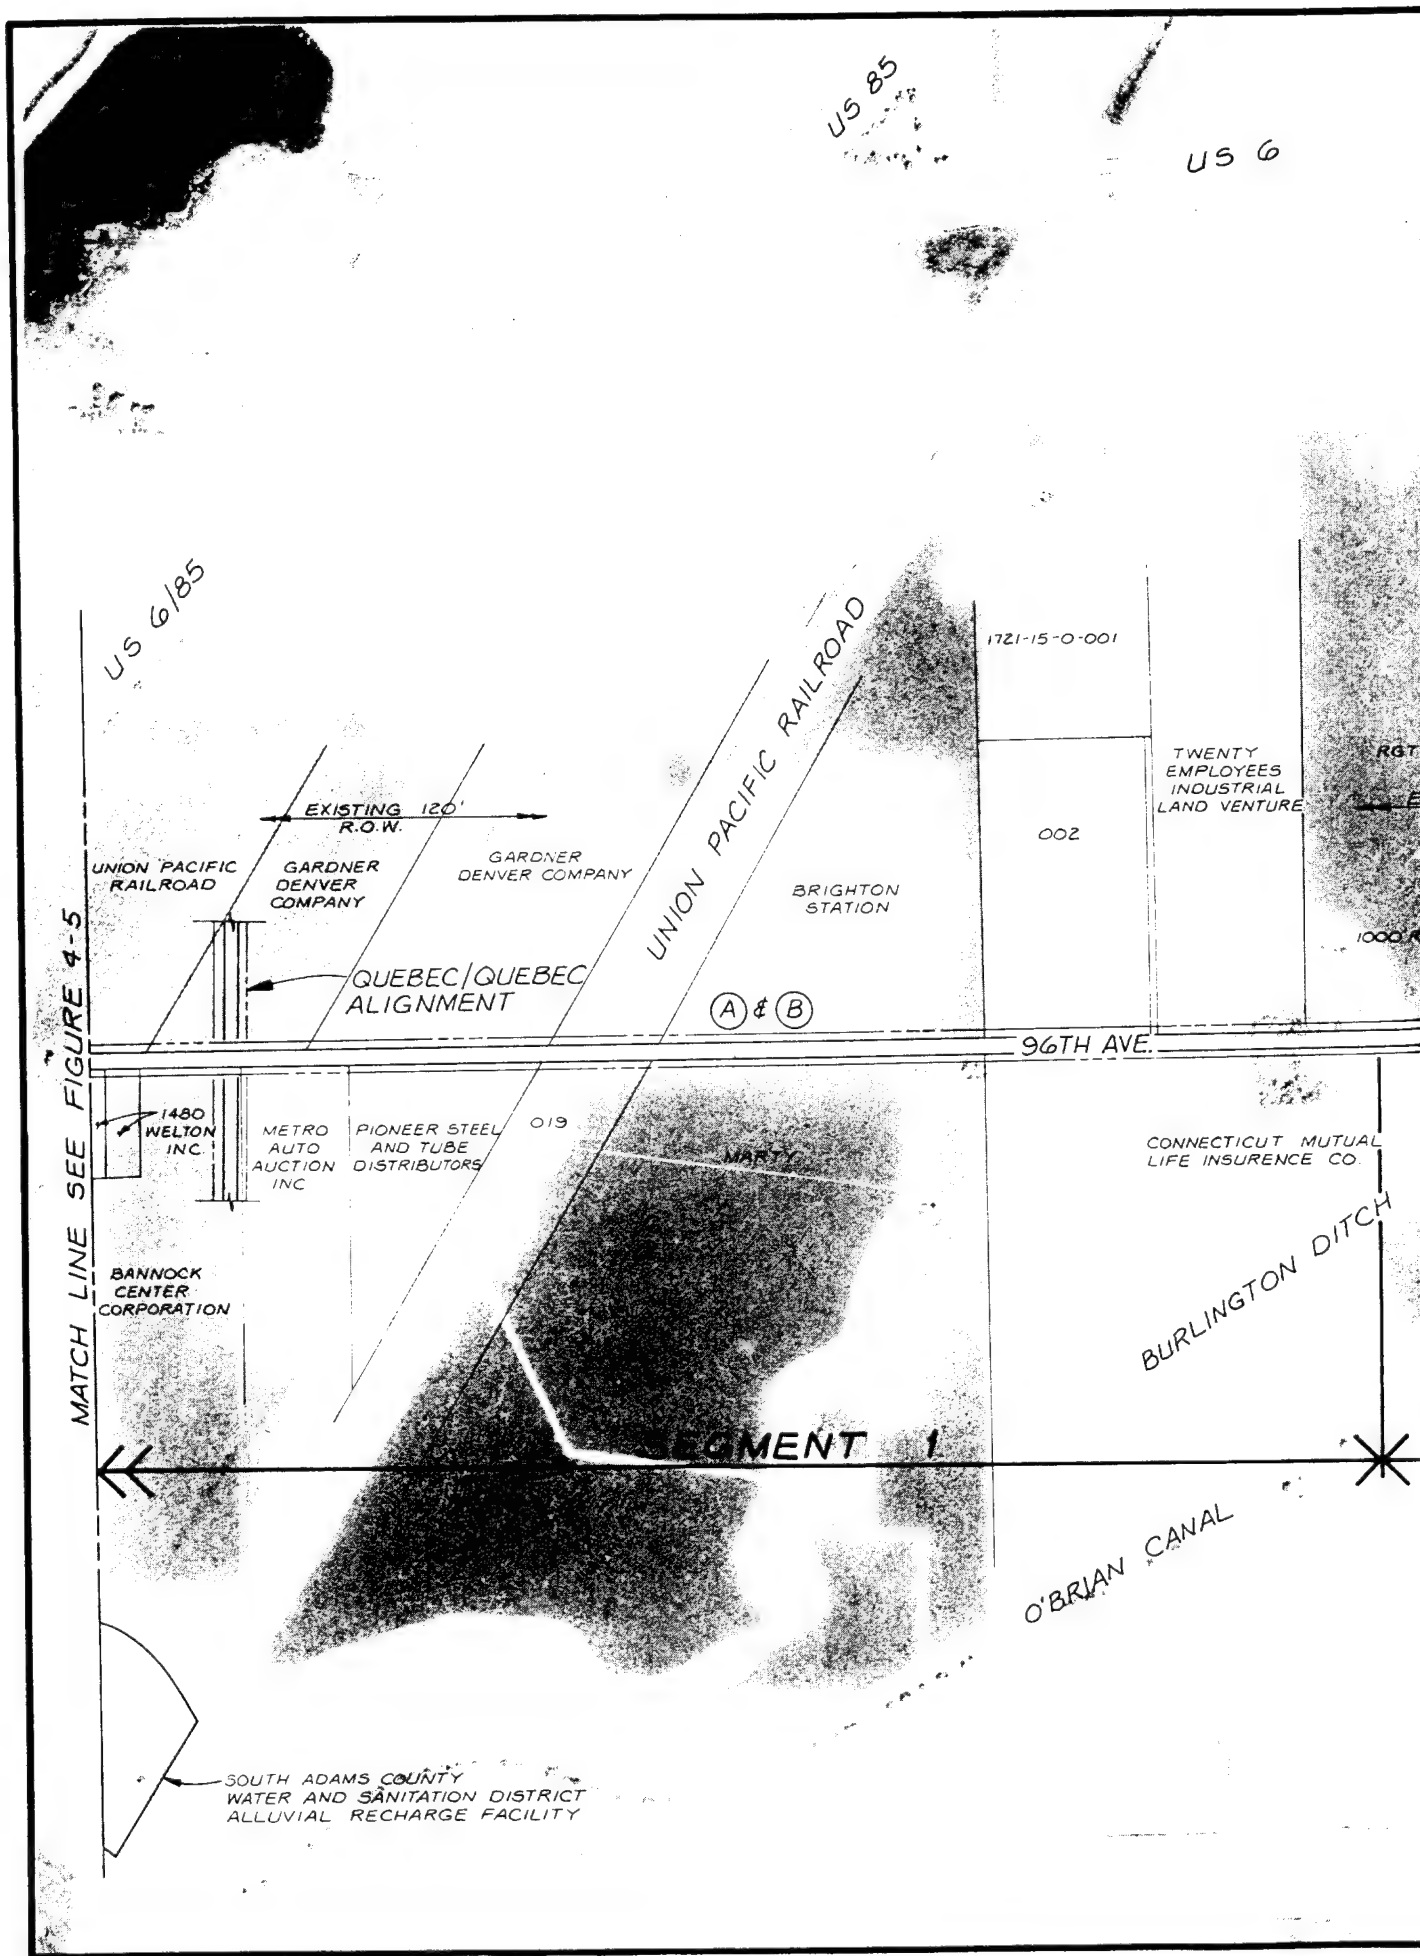 US 85
US 6
US 6/85
UNION PACIFIC RAILROAD
1721-15-0-001
TWENTY
EMPLOYEES
INDUSTRIAL
LAND VENTURE
RGT
EXISTING 120'
R.O.W.
002
UNION PACIFIC
RAILROAD
GARDNER
DENVER
COMPANY
GARDNER
DENVER COMPANY
BRIGHTON
STATION
1000' R
QUEBEC/QUEBEC
ALIGNMENT
A & B
96TH AVE.
MATCH LINE SEE FIGURE 4-5
1480
WELTON
INC.
METRO
AUTO
AUCTION
INC
PIONEER STEEL
AND TUBE
DISTRIBUTORS
019
MARTY
CONNECTICUT MUTUAL
LIFE INSURENCE CO.
BANNOCK
CENTER
CORPORATION
BURLINGTON DITCH
SEGMENT 1
O'BRIAN CANAL
SOUTH ADAMS COUNTY
WATER AND SANITATION DISTRICT
ALLUVIAL RECHARGE FACILITY